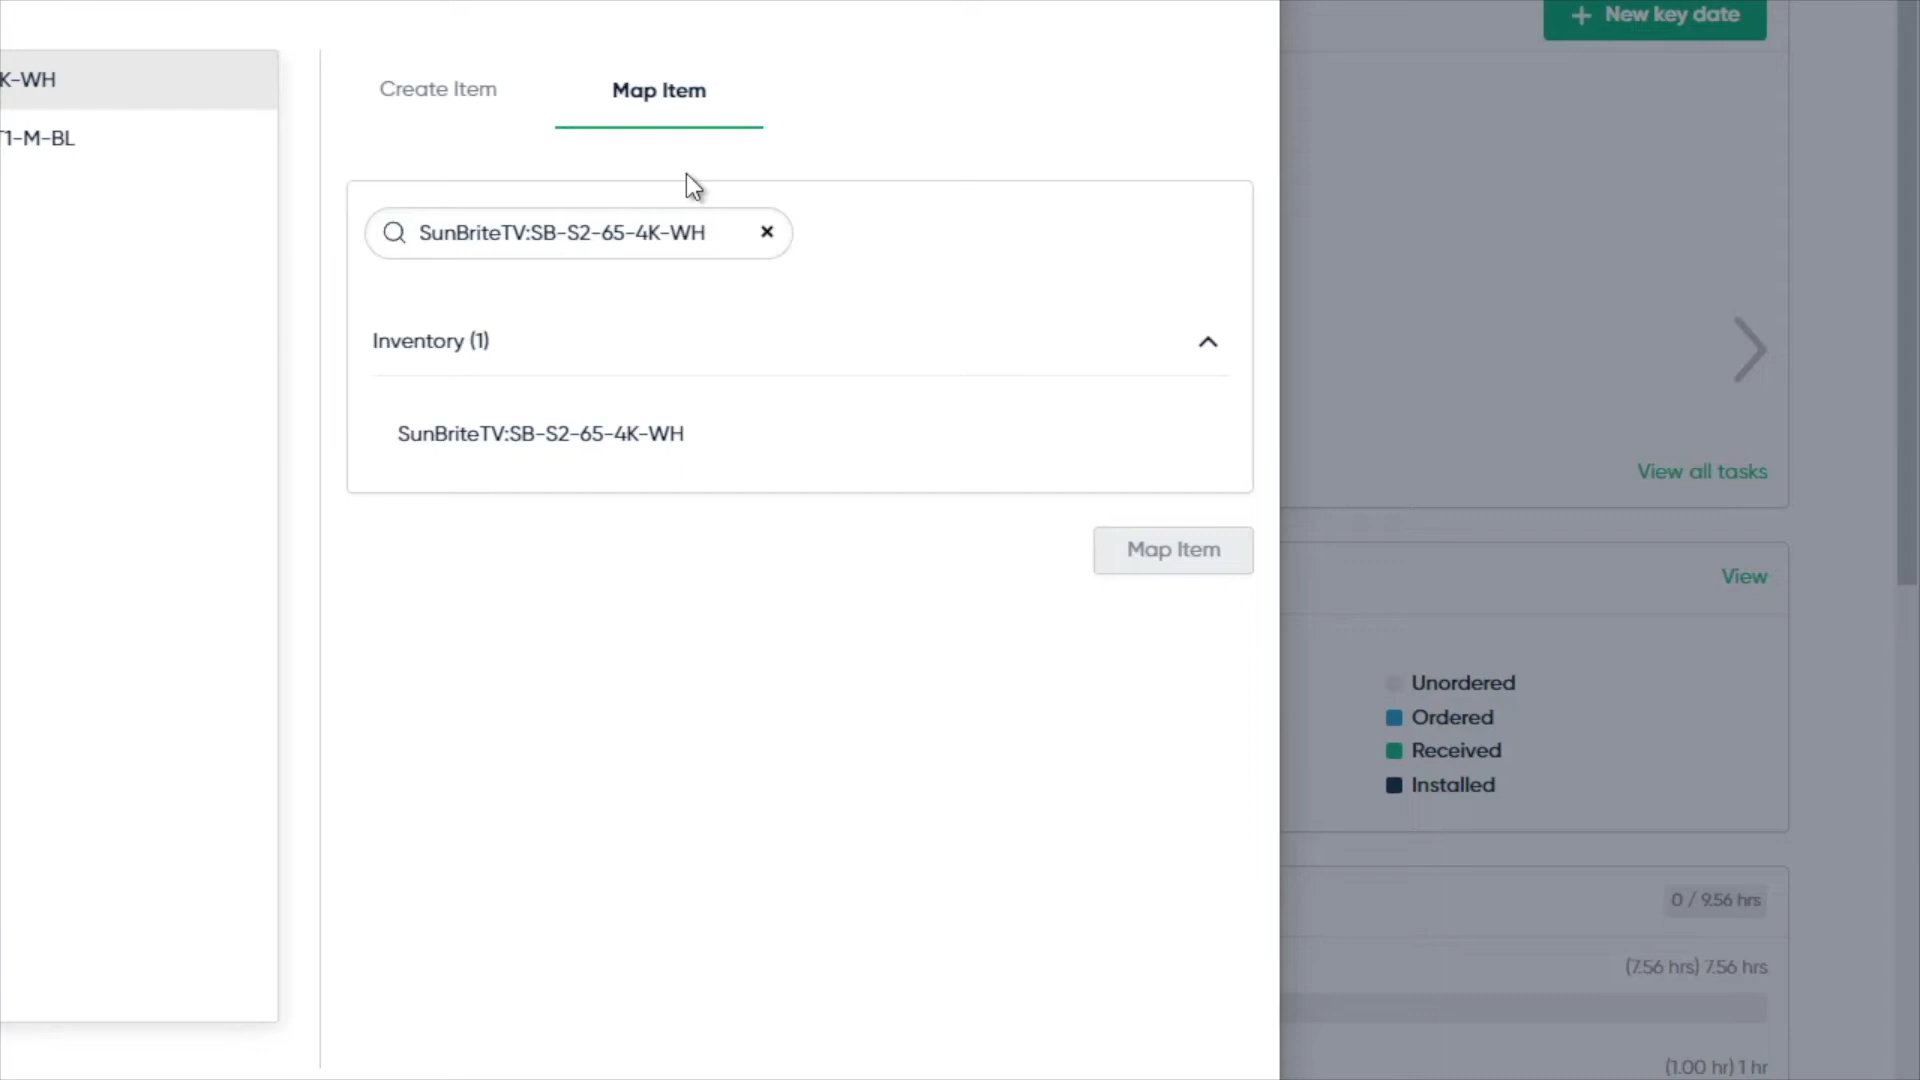 K-WH
T1-M-BL
Create Item
Map Item
SunBriteTV:SB-S2-65-4K-WH
Inventory (1)
SunBriteTV:SB-S2-65-4K-WH
Map Item
New key date
View all tasks
View
Unordered
Ordered
Received
Installed
0 / 9.56 hrs
(7.56 hrs) 7.56 hrs
(1.00 hr) 1 hr